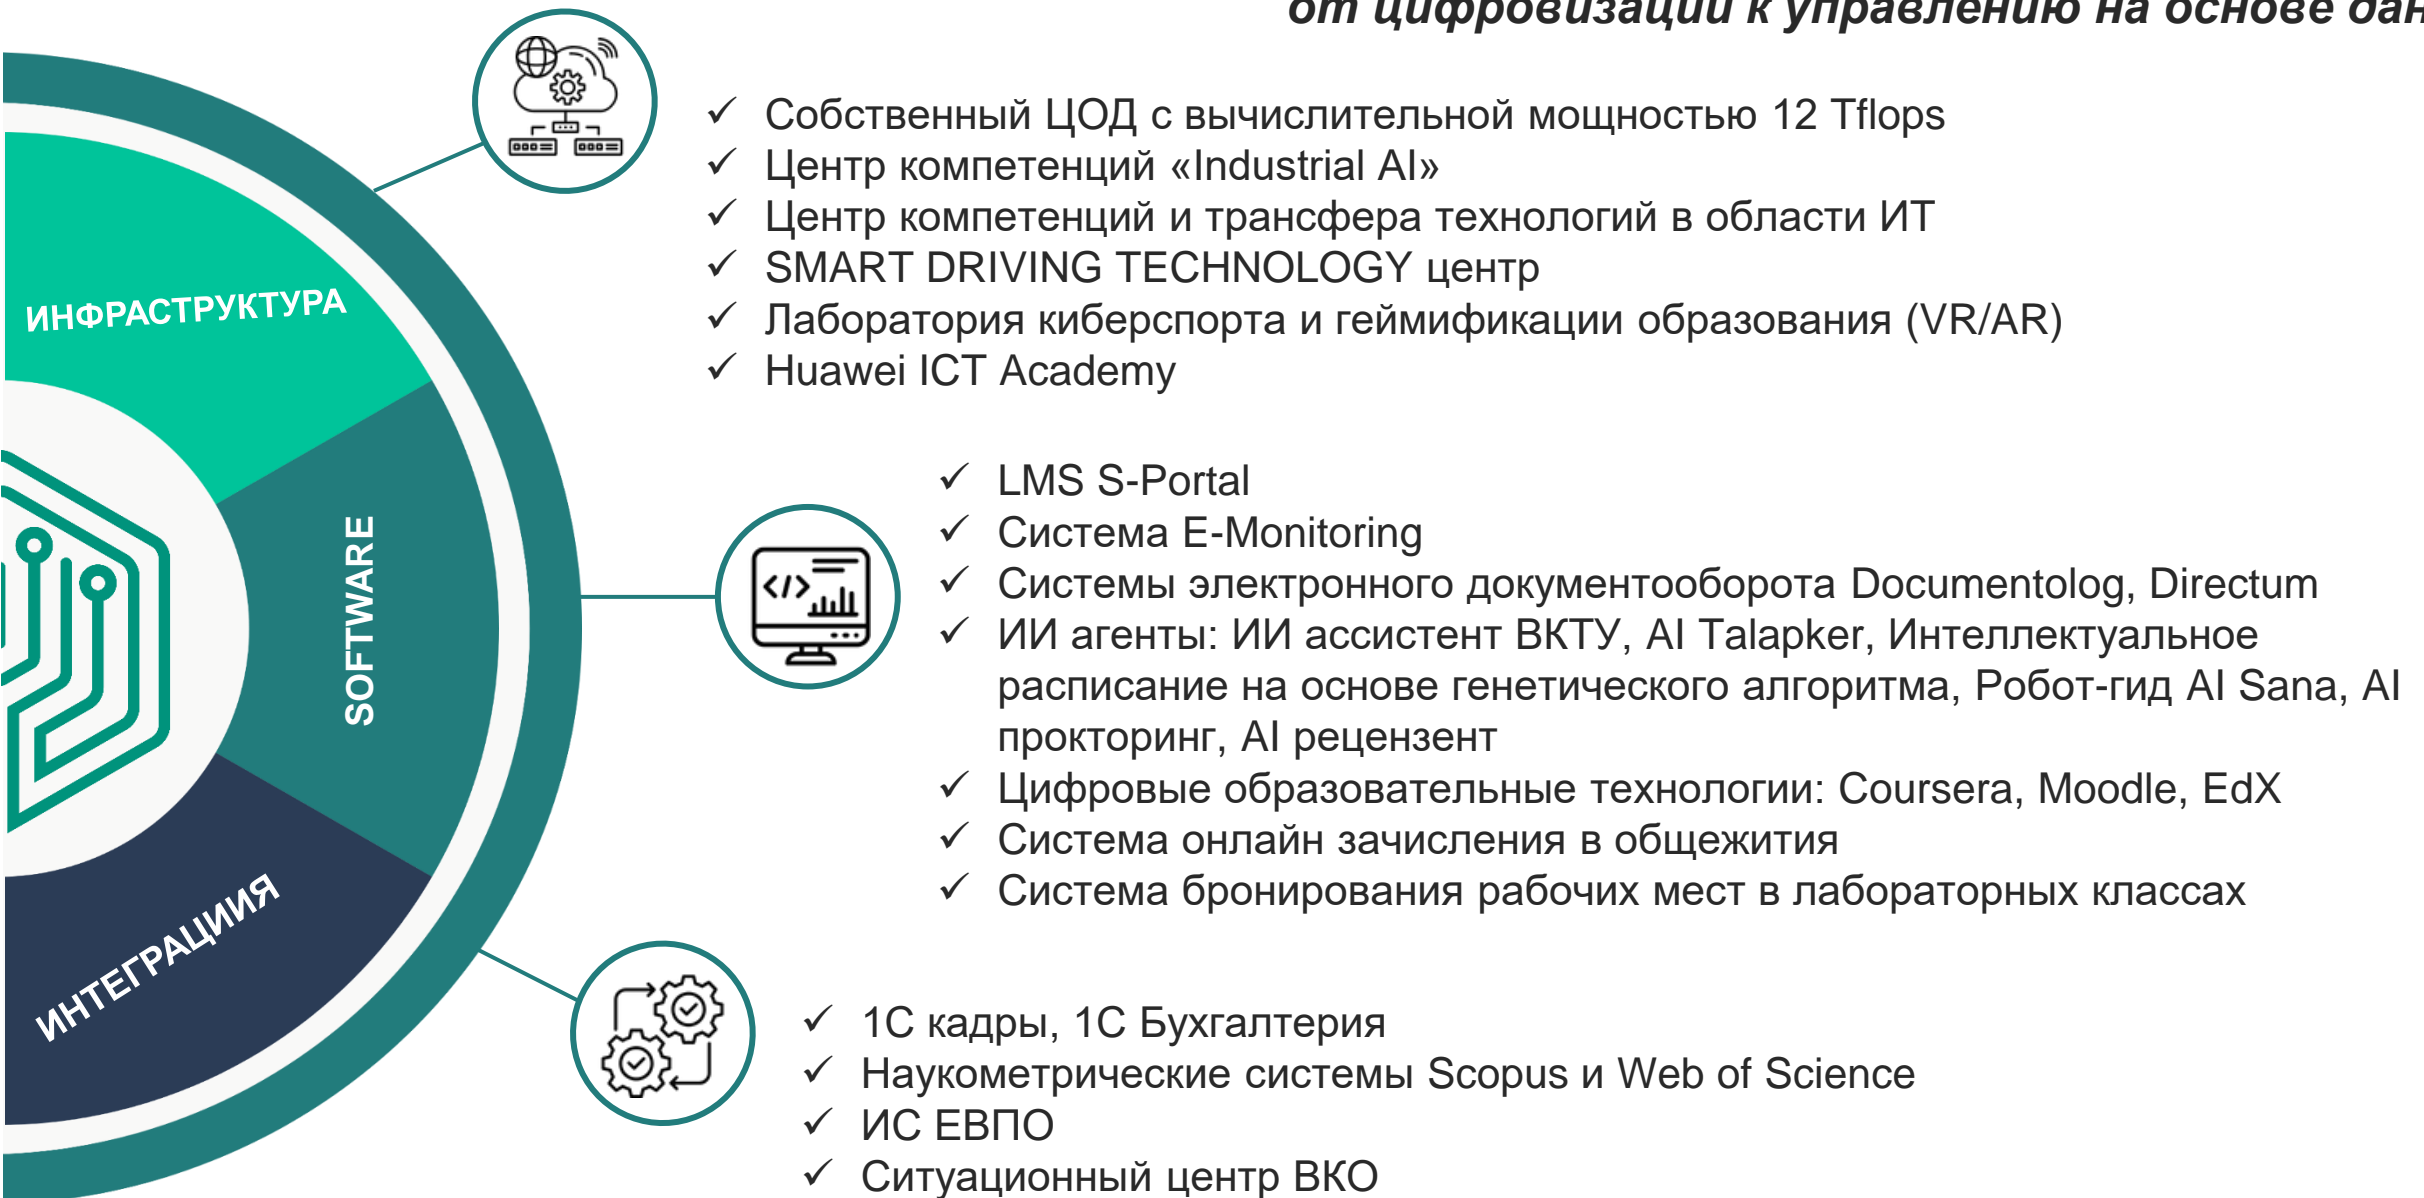 от цифровизации к управлению на основе
ИНФРАСТРУКТУРА
Собственный ЦОД с вычислительной мощностью 12 Tflops
Центр компетенций «Industrial AI»
Центр компетенций и трансфера технологий в области ИТ
SMART DRIVING TECHNOLOGY центр
Лаборатория киберспорта и геймификации образования (VR/AR)
Huawei ICT Academy
SOFTWARE
LMS S-Portal
Система E-Monitoring
Системы электронного документооборота Documentolog, Directum
ИИ агенты: ИИ ассистент ВКТУ, AI Talapker, Интеллектуальное
расписание на основе генетического алгоритма, Робот-гид AI Sana, AI
прокторинг, AI рецензент
Цифровые образовательные технологии: Coursera, Moodle, EdX
Система онлайн зачисления в общежития
Система бронирования рабочих мест в лабораторных классах
ИНТЕГРАЦИИЯ
1С кадры, 1С Бухгалтерия
Наукометрические системы Scopus и Web of Science
ИС ЕВПО
Ситуационный центр ВКО